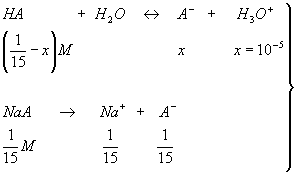 HA + H₂O ↔ A⁻ + H₃O⁺
(1/15 − x) M x x = 10⁻⁵
NaA → Na⁺ + A⁻
1/15 M 1/15 1/15